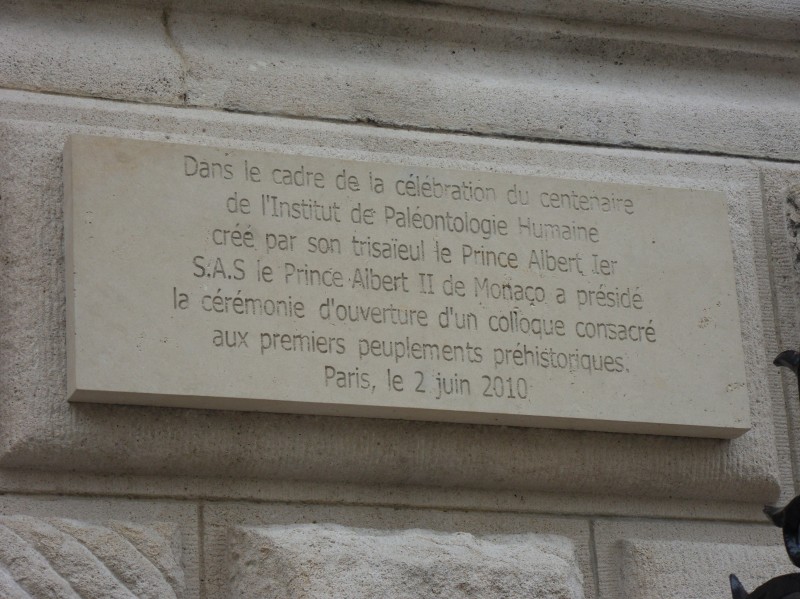 Dans le cadre de la célébration du centenaire
de l'Institut de Paléontologie Humaine
créé par son trisaïeul le Prince Albert Ier
S.A.S le Prince Albert II de Monaco a présidé
la cérémonie d'ouverture d'un colloque consacré
aux premiers peuplements préhistoriques.
Paris, le 2 juin 2010